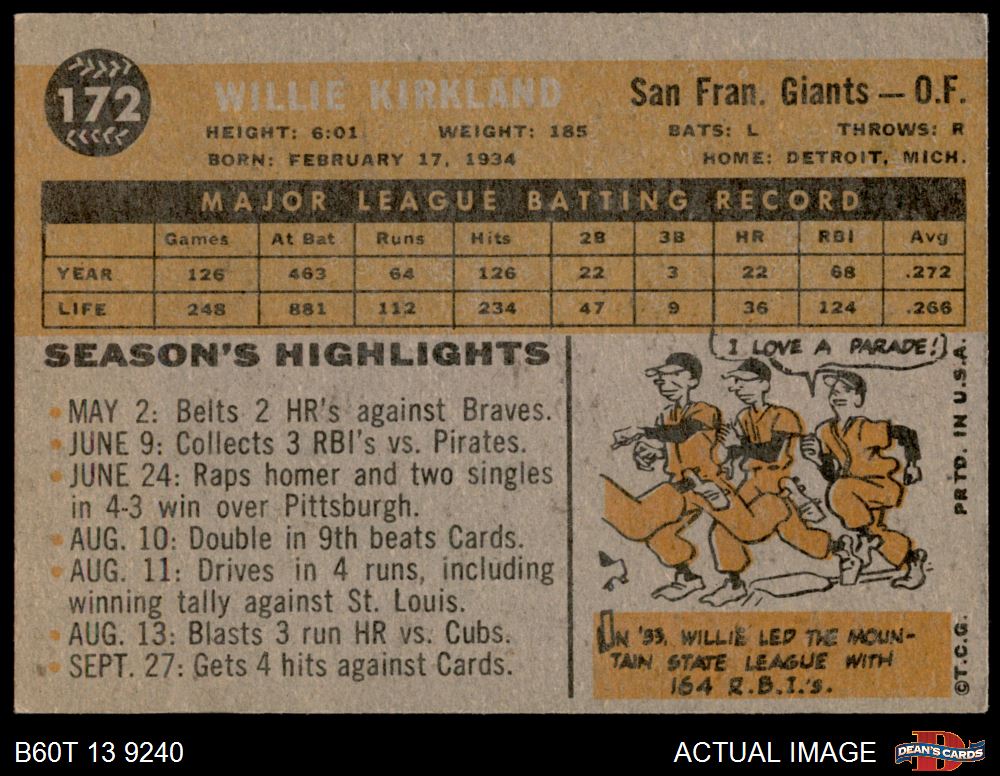 172
WILLIE KIRKLAND San Fran. Giants — O.F.
HEIGHT: 6:01 WEIGHT: 185 BATS: L THROWS: R
BORN: FEBRUARY 17, 1934 HOME: DETROIT, MICH.
MAJOR LEAGUE BATTING RECORD
Games At Bat Runs Hits 2B 3B HR RBI Avg
YEAR 126 463 64 126 22 3 22 68 .272
LIFE 248 881 112 234 47 9 36 124 .266
SEASON'S HIGHLIGHTS
• MAY 2: Belts 2 HR's against Braves.
• JUNE 9: Collects 3 RBI's vs. Pirates.
• JUNE 24: Raps homer and two singles
in 4-3 win over Pittsburgh.
• AUG. 10: Double in 9th beats Cards.
• AUG. 11: Drives in 4 runs, including
winning tally against St. Louis.
• AUG. 13: Blasts 3 run HR vs. Cubs.
• SEPT. 27: Gets 4 hits against Cards.
I LOVE A PARADE!
IN '53, WILLIE LED THE MOUN-
TAIN STATE LEAGUE WITH
164 R.B.I.'s.
©T.C.G. PRTD. IN U.S.A.
B60T 13 9240 ACTUAL IMAGE
DEAN'S CARDS